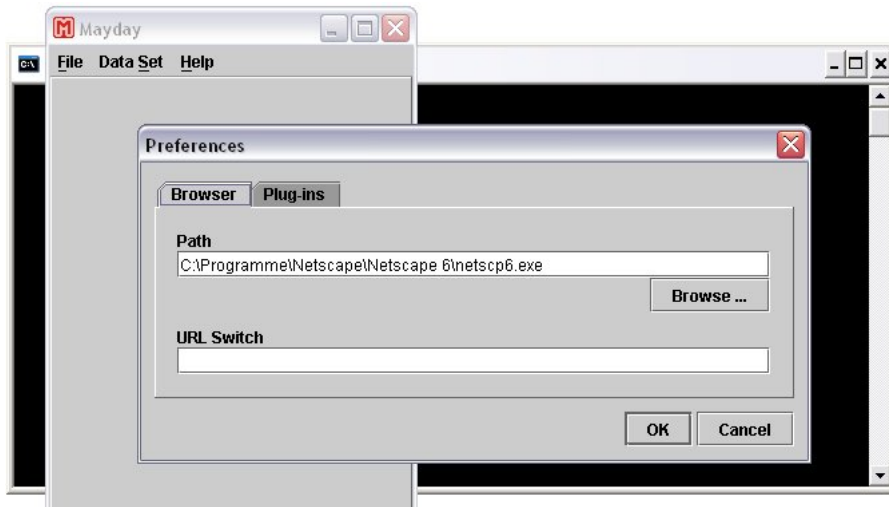 Mayday
File Data Set Help
Preferences
Browser Plug-ins
Path
C:\Programme\Netscape\Netscape 6\netscp6.exe
Browse ...
URL Switch
OK Cancel